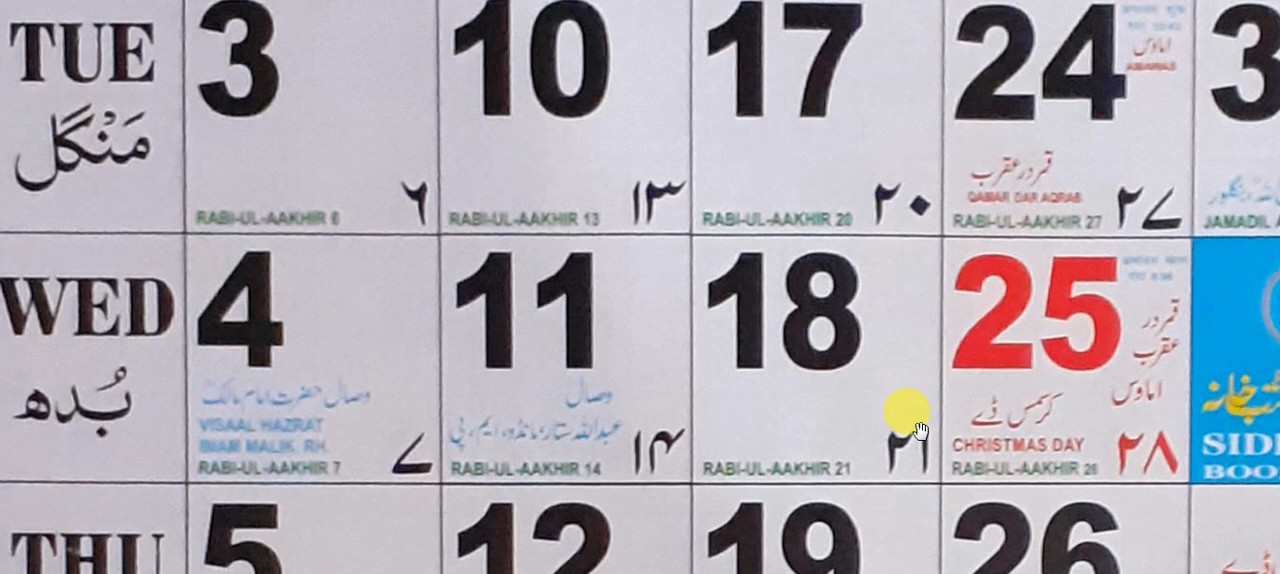 TUE
مَنْگل
3
RABI-UL-AAKHIR 6
۶
10
RABI-UL-AAKHIR 13
۱۳
17
RABI-UL-AAKHIR 20
۲۰
24
اماوس
AMAWAS
قمر در عقرب
QAMAR DAR AQRAB
RABI-UL-AAKHIR 27
۲۷
3
JAMADIL
WED
بُدھ
4
وصال حضرت امام مالکؒ
VISAAL HAZRAT
IMAM MALIK. RH.
RABI-UL-AAKHIR 7
۷
11
وصال
RABI-UL-AAKHIR 14
۱۴
18
RABI-UL-AAKHIR 21
۲۱
25
قمر در
عقرب
اماوس
کرسمس ڈے
CHRISTMAS DAY
RABI-UL-AAKHIR 28
۲۸
THU
5
12
19
26